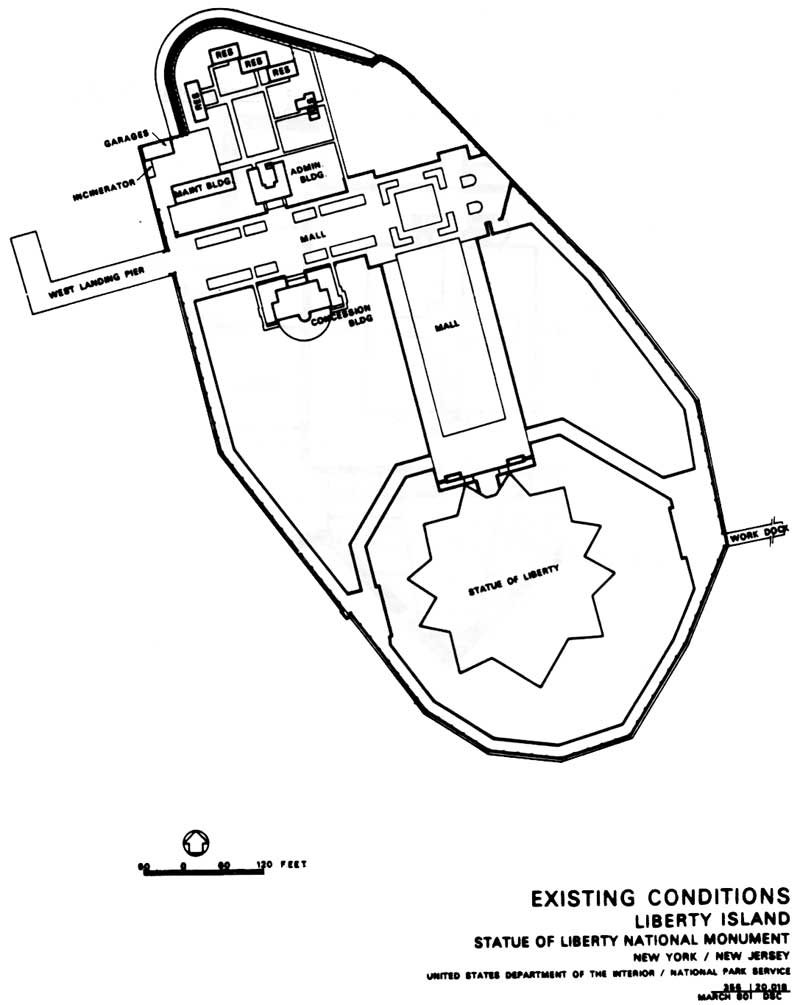 RES
RES
RES
RES
GARAGES
INCINERATOR
MAINT BLDG
ADMIN.
BLDG
MALL
WEST LANDING PIER
CONCESSION
BLDG
MALL
WORK DOCK
STATUE OF LIBERTY
60 0 60 120 FEET
EXISTING CONDITIONS
LIBERTY ISLAND
STATUE OF LIBERTY NATIONAL MONUMENT
NEW YORK / NEW JERSEY
UNITED STATES DEPARTMENT OF THE INTERIOR / NATIONAL PARK SERVICE
356 | 20,018
MARCH 801 DSC